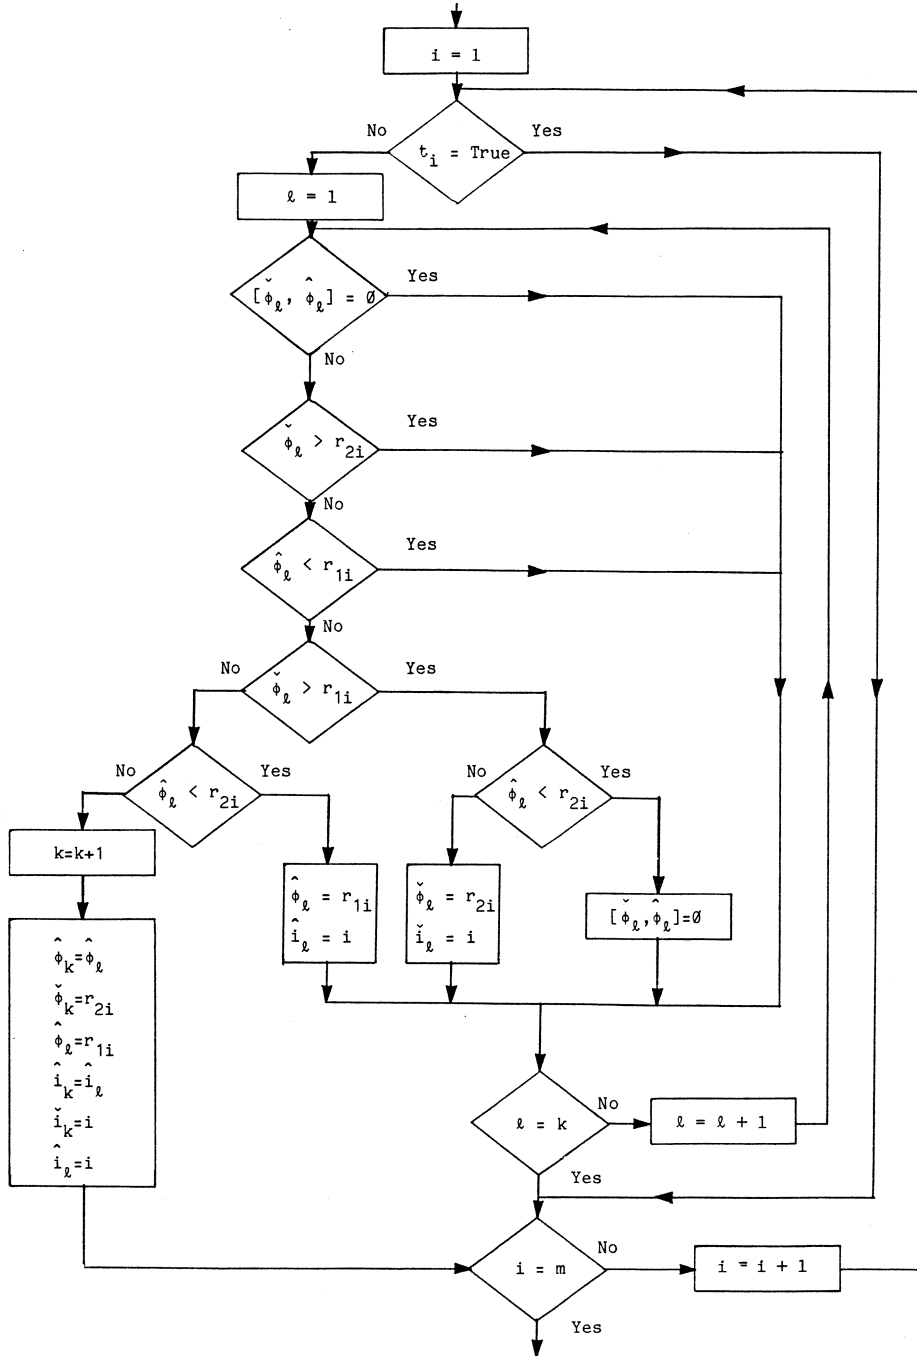 i = 1
No
Yes
t_i = True
ℓ = 1
Yes
[ϕ̌_ℓ, ϕ̂_ℓ] = Ø
No
Yes
ϕ̌_ℓ > r_2i
No
Yes
ϕ̂_ℓ < r_1i
No
No
Yes
ϕ̌_ℓ > r_1i
No
Yes
ϕ̂_ℓ < r_2i
No
Yes
ϕ̂_ℓ < r_2i
k=k+1
ϕ̂_ℓ = r_1i
î_ℓ = i
ϕ̌_ℓ = r_2i
ǐ_ℓ = i
[ϕ̌_ℓ,ϕ̂_ℓ]=Ø
ϕ̂_k=ϕ̂_ℓ
ϕ̌_k=r_2i
ϕ̂_ℓ=r_1i
î_k=î_ℓ
ǐ_k=i
î_ℓ=i
ℓ = k
No
ℓ = ℓ + 1
Yes
i = m
No
i = i + 1
Yes